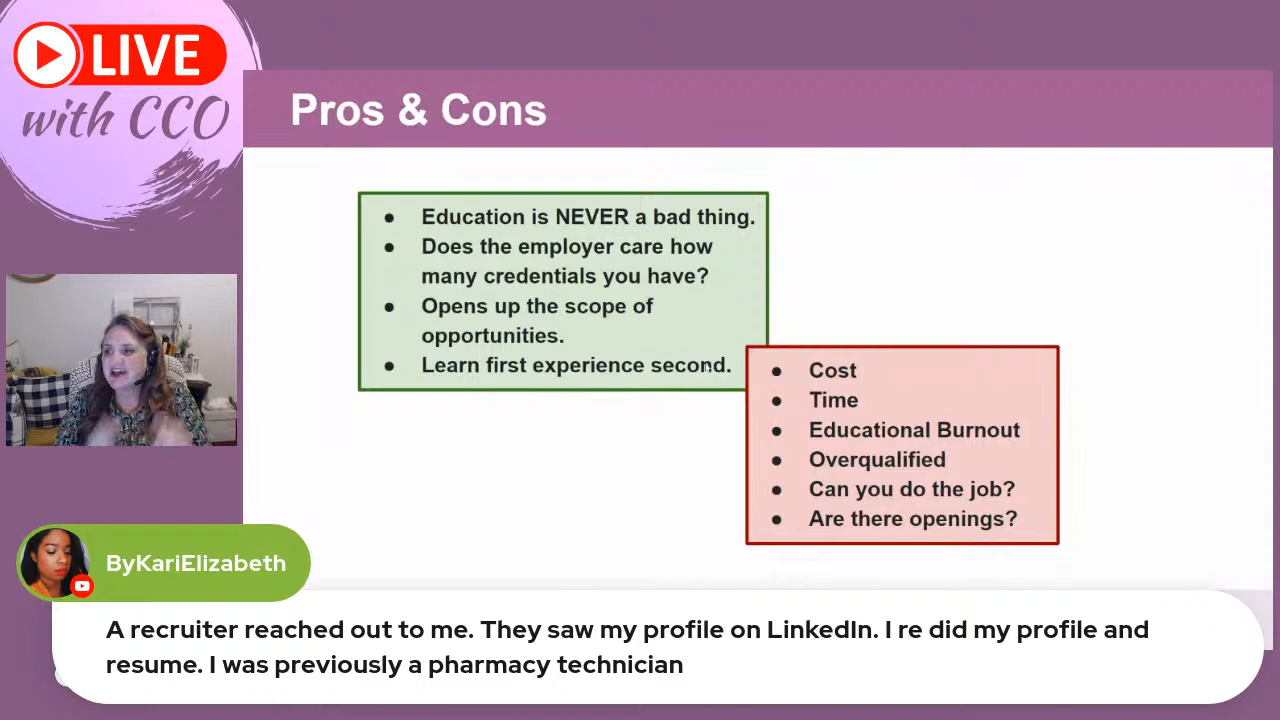 LIVE
with CCO
Pros & Cons
● Education is NEVER a bad thing.
● Does the employer care how
many credentials you have?
● Opens up the scope of
opportunities.
● Learn first experience second.
● Cost
● Time
● Educational Burnout
● Overqualified
● Can you do the job?
● Are there openings?
ByKariElizabeth
A recruiter reached out to me. They saw my profile on LinkedIn. I re did my profile and
resume. I was previously a pharmacy technician